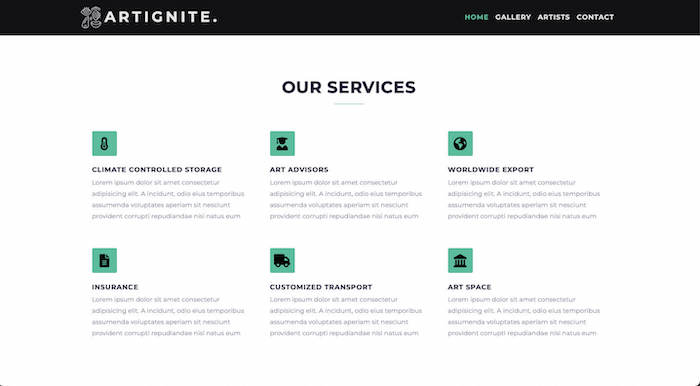 ARTIGNITE.
HOME GALLERY ARTISTS CONTACT
OUR SERVICES
CLIMATE CONTROLLED STORAGE
Lorem ipsum dolor sit amet consectetur
adipisicing elit. A incidunt, odio eius temporibus
assumenda voluptates aperiam sit nesciunt
provident corrupti repudiandae nisi natus eum
ART ADVISORS
Lorem ipsum dolor sit amet consectetur
adipisicing elit. A incidunt, odio eius temporibus
assumenda voluptates aperiam sit nesciunt
provident corrupti repudiandae nisi natus eum
WORLDWIDE EXPORT
Lorem ipsum dolor sit amet consectetur
adipisicing elit. A incidunt, odio eius temporibus
assumenda voluptates aperiam sit nesciunt
provident corrupti repudiandae nisi natus eum
INSURANCE
Lorem ipsum dolor sit amet consectetur
adipisicing elit. A incidunt, odio eius temporibus
assumenda voluptates aperiam sit nesciunt
provident corrupti repudiandae nisi natus eum
CUSTOMIZED TRANSPORT
Lorem ipsum dolor sit amet consectetur
adipisicing elit. A incidunt, odio eius temporibus
assumenda voluptates aperiam sit nesciunt
provident corrupti repudiandae nisi natus eum
ART SPACE
Lorem ipsum dolor sit amet consectetur
adipisicing elit. A incidunt, odio eius temporibus
assumenda voluptates aperiam sit nesciunt
provident corrupti repudiandae nisi natus eum